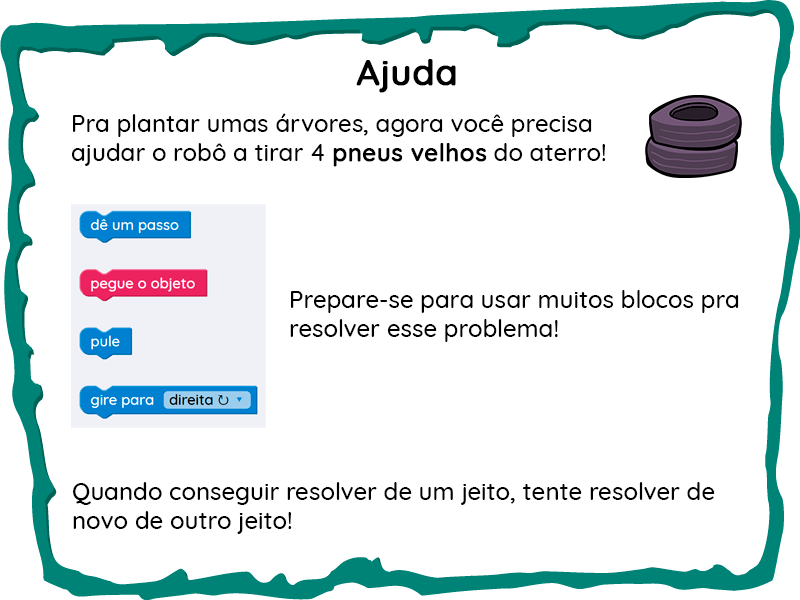 Ajuda
Pra plantar umas árvores, agora você precisa
ajudar o robô a tirar 4 pneus velhos do aterro!
dê um passo
pegue o objeto
pule
gire para direita ↻ ▾
Prepare-se para usar muitos blocos pra
resolver esse problema!
Quando conseguir resolver de um jeito, tente resolver de
novo de outro jeito!